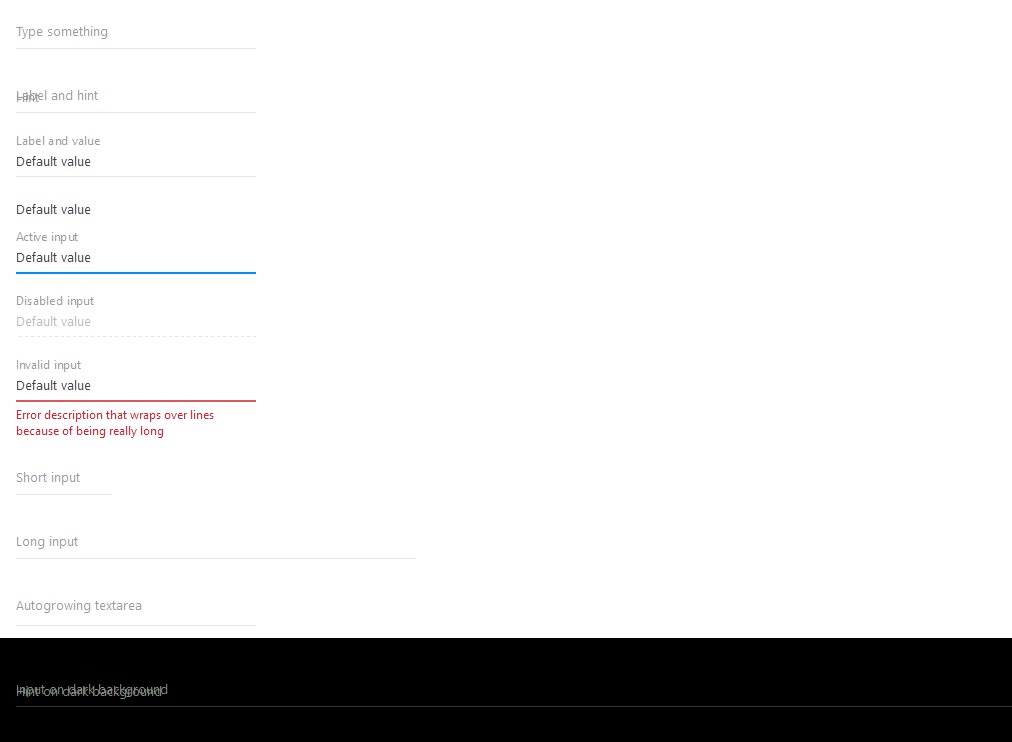 Type something
Label and hint
Hint
Label and value
Default value
Default value
Active input
Default value
Disabled input
Default value
Invalid input
Default value
Error description that wraps over lines
because of being really long
Short input
Long input
Autogrowing textarea
Input on dark background
Hint on dark background